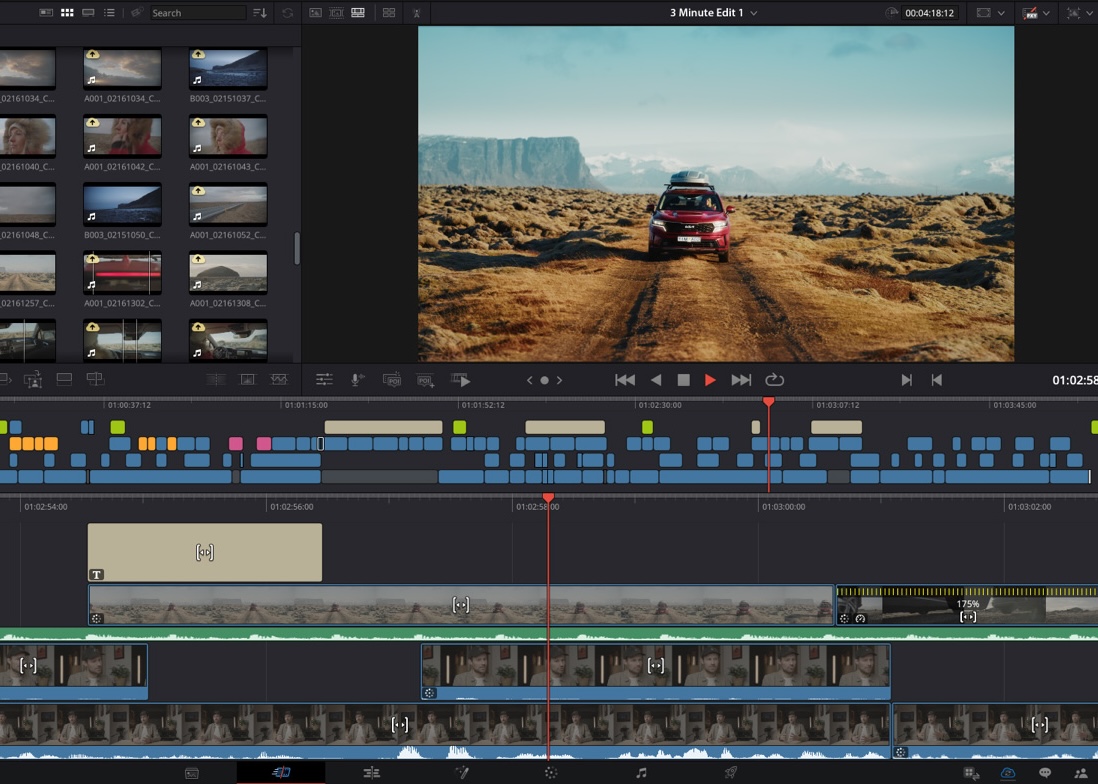 Search
3 Minute Edit 1
00:04:18:12
02161034_C...
A001_02161034_C...
B003_02151037_C...
02161040_C...
A001_02161042_C...
A001_02161043_C...
02161048_C...
B003_02151050_C...
A001_02161052_C...
02161257_C...
A001_02161302_C...
A001_02161308_C...
KIA
POI
POI
01:02:58
01:00:37:12
01:01:15:00
01:01:52:12
01:02:30:00
01:03:07:12
01:03:45:00
01:02:54:00
01:02:56:00
01:02:58:00
01:03:00:00
01:03:02:00
T
175%